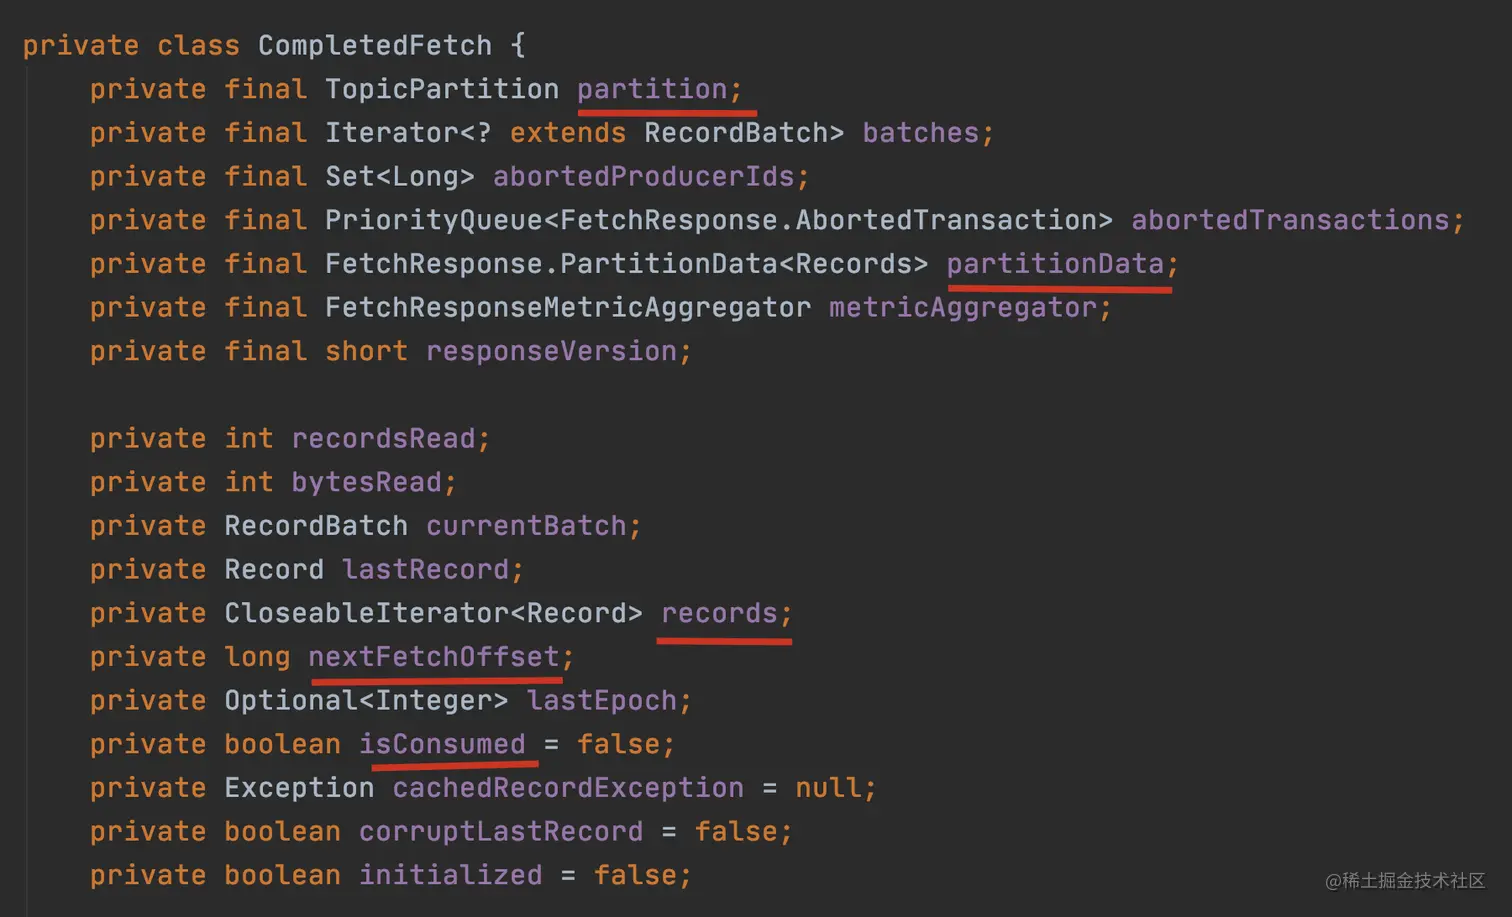 private class CompletedFetch {
    private final TopicPartition partition;
    private final Iterator<? extends RecordBatch> batches;
    private final Set<Long> abortedProducerIds;
    private final PriorityQueue<FetchResponse.AbortedTransaction> abortedTransactions;
    private final FetchResponse.PartitionData<Records> partitionData;
    private final FetchResponseMetricAggregator metricAggregator;
    private final short responseVersion;

    private int recordsRead;
    private int bytesRead;
    private RecordBatch currentBatch;
    private Record lastRecord;
    private CloseableIterator<Record> records;
    private long nextFetchOffset;
    private Optional<Integer> lastEpoch;
    private boolean isConsumed = false;
    private Exception cachedRecordException = null;
    private boolean corruptLastRecord = false;
    private boolean initialized = false;
@稀土掘金技术社区